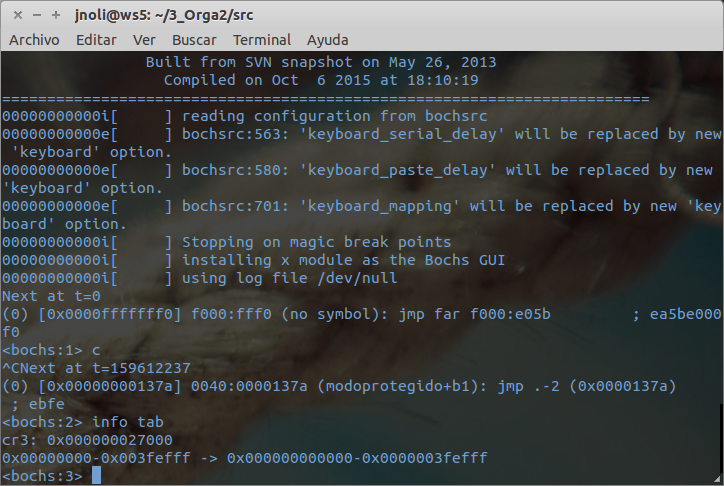 jnoli@ws5: ~/3_Orga2/src
Archivo Editar Ver Buscar Terminal Ayuda
Built from SVN snapshot on May 26, 2013
Compiled on Oct  6 2015 at 18:10:19
========================================================================
00000000000i[      ] reading configuration from bochsrc
00000000000e[      ] bochsrc:563: 'keyboard_serial_delay' will be replaced by new
 'keyboard' option.
00000000000e[      ] bochsrc:580: 'keyboard_paste_delay' will be replaced by new
'keyboard' option.
00000000000e[      ] bochsrc:701: 'keyboard_mapping' will be replaced by new 'key
board' option.
00000000000i[      ] Stopping on magic break points
00000000000i[      ] installing x module as the Bochs GUI
00000000000i[      ] using log file /dev/null
Next at t=0
(0) [0x0000fffffff0] f000:fff0 (no symbol): jmp far f000:e05b         ; ea5be000
f0
<bochs:1> c
^CNext at t=159612237
(0) [0x00000000137a] 0040:0000137a (modoprotegido+b1): jmp .-2 (0x0000137a)
 ; ebfe
<bochs:2> info tab
cr3: 0x000000027000
0x00000000-0x003fefff -> 0x000000000000-0x0000003fefff
<bochs:3>